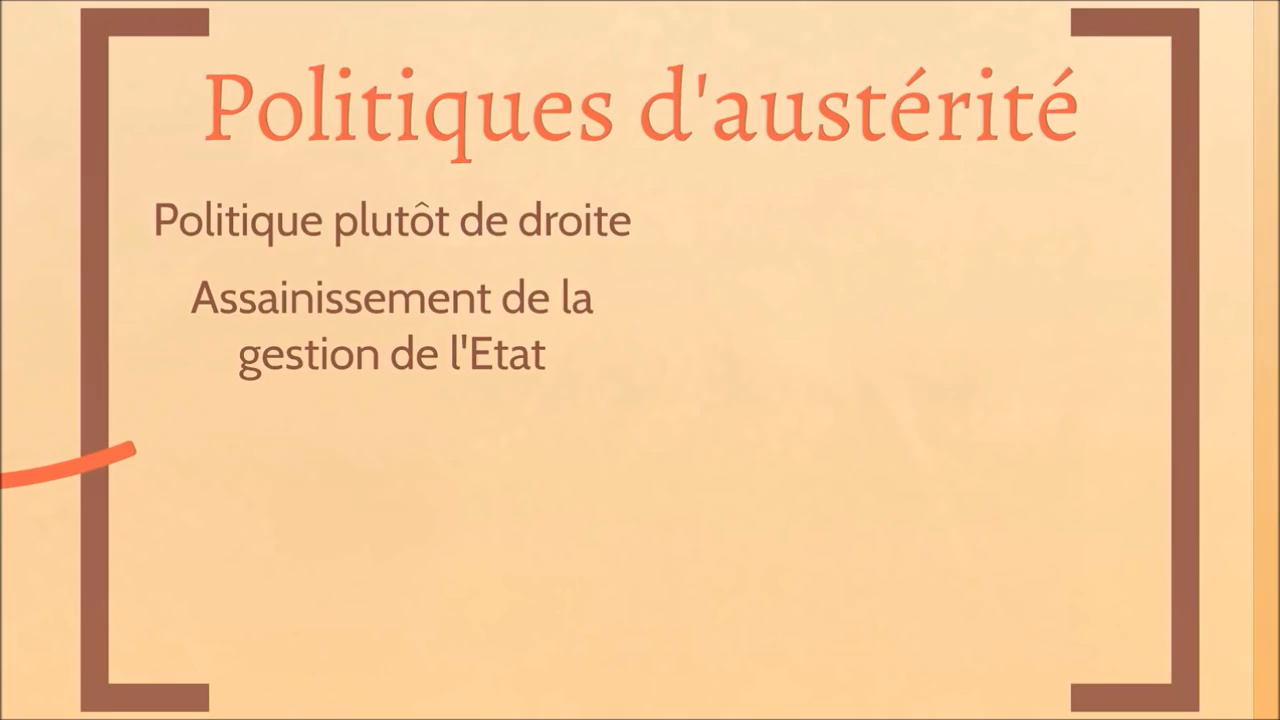 Politiques d'austérité
Politique plutôt de droite
Assainissement de la
gestion de l'Etat